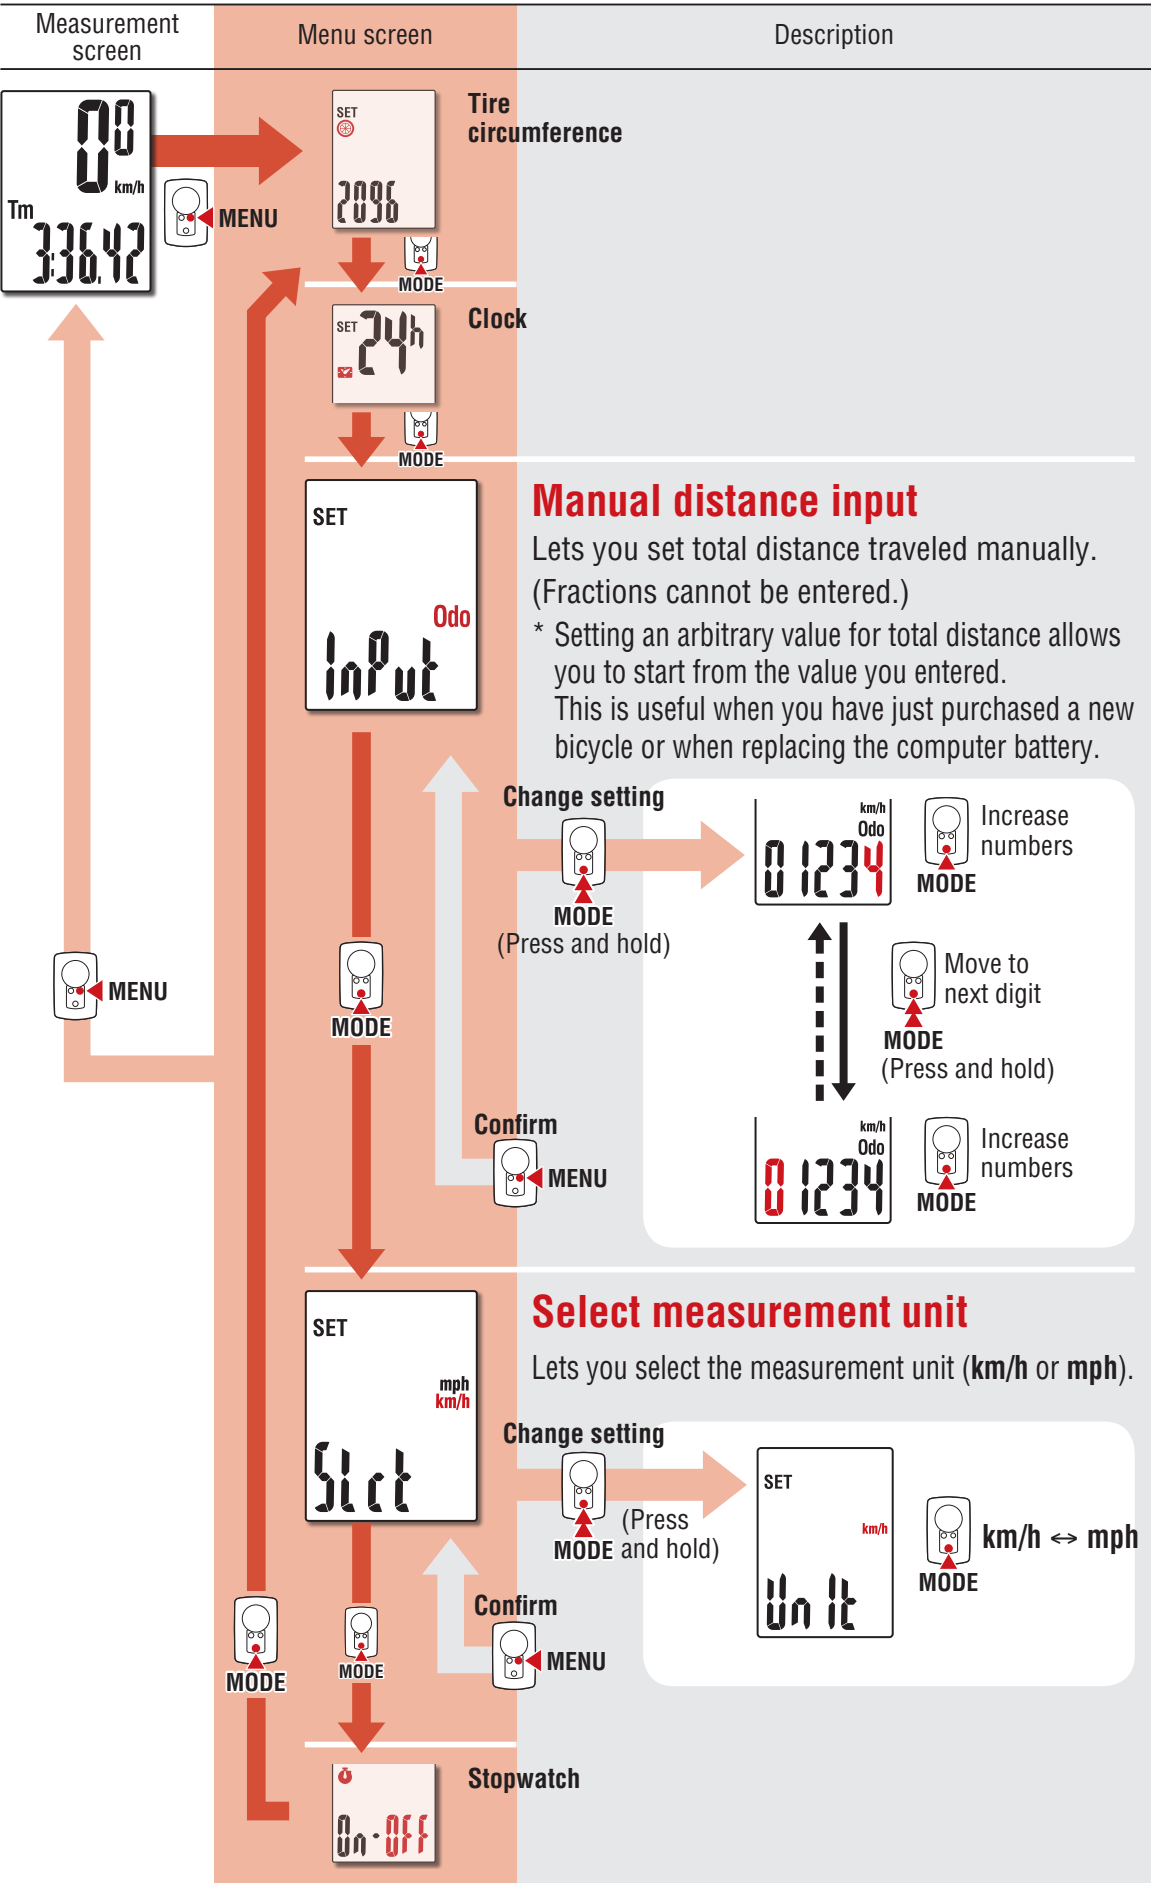 Measurement
screen
Menu screen
Description
0⁰
km/h
Tm
3:36.42
MENU
SET
2096
Tire
circumference
MODE
SET
24h
Clock
MODE
SET
Odo
InPut
Manual distance input
Lets you set total distance traveled manually.
(Fractions cannot be entered.)
* Setting an arbitrary value for total distance allows
you to start from the value you entered.
This is useful when you have just purchased a new
bicycle or when replacing the computer battery.
Change setting
MODE
(Press and hold)
km/h
Odo
01234
MODE
Increase
numbers
MENU
MODE
Move to
next digit
MODE
(Press and hold)
Confirm
MENU
km/h
Odo
01234
MODE
Increase
numbers
SET
mph
km/h
Slct
Select measurement unit
Lets you select the measurement unit (km/h or mph).
Change setting
MODE
(Press
and hold)
SET
km/h
UnIt
MODE
km/h ↔ mph
Confirm
MENU
MODE
MODE
On·OFF
Stopwatch